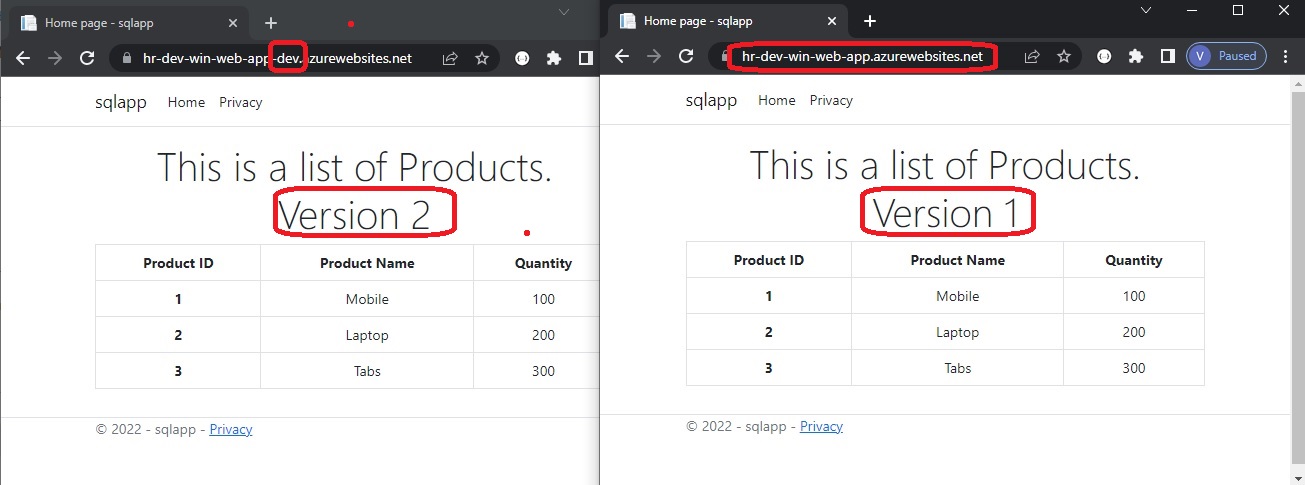 Home page - sqlapp
hr-dev-win-web-app-dev.azurewebsites.net
sqlapp Home Privacy
This is a list of Products.
Version 2
Product ID Product Name Quantity
1 Mobile 100
2 Laptop 200
3 Tabs 300
© 2022 - sqlapp - Privacy
Home page - sqlapp
hr-dev-win-web-app.azurewebsites.net
V Paused
sqlapp Home Privacy
This is a list of Products.
Version 1
Product ID Product Name Quantity
1 Mobile 100
2 Laptop 200
3 Tabs 300
© 2022 - sqlapp - Privacy